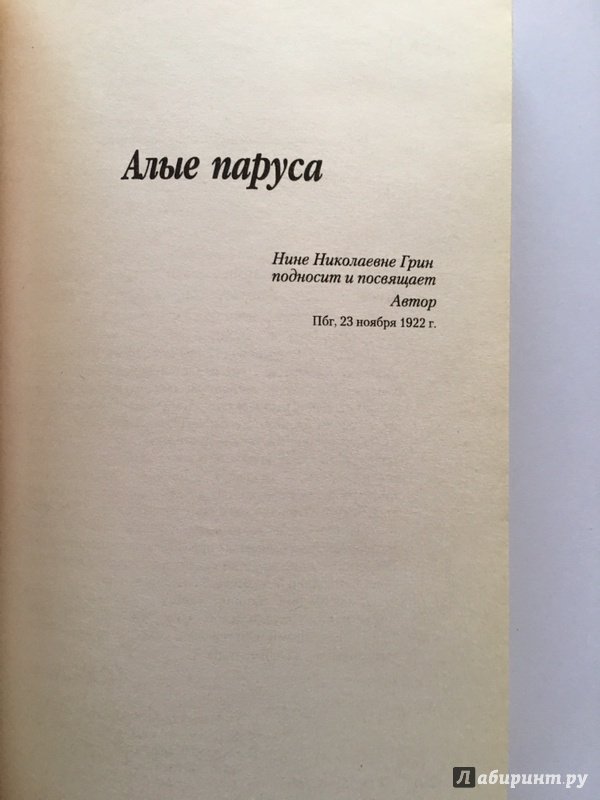 Алые паруса
Нине Николаевне Грин
подносит и посвящает
Автор
Пбг, 23 ноября 1922 г.
Лабиринт.ру